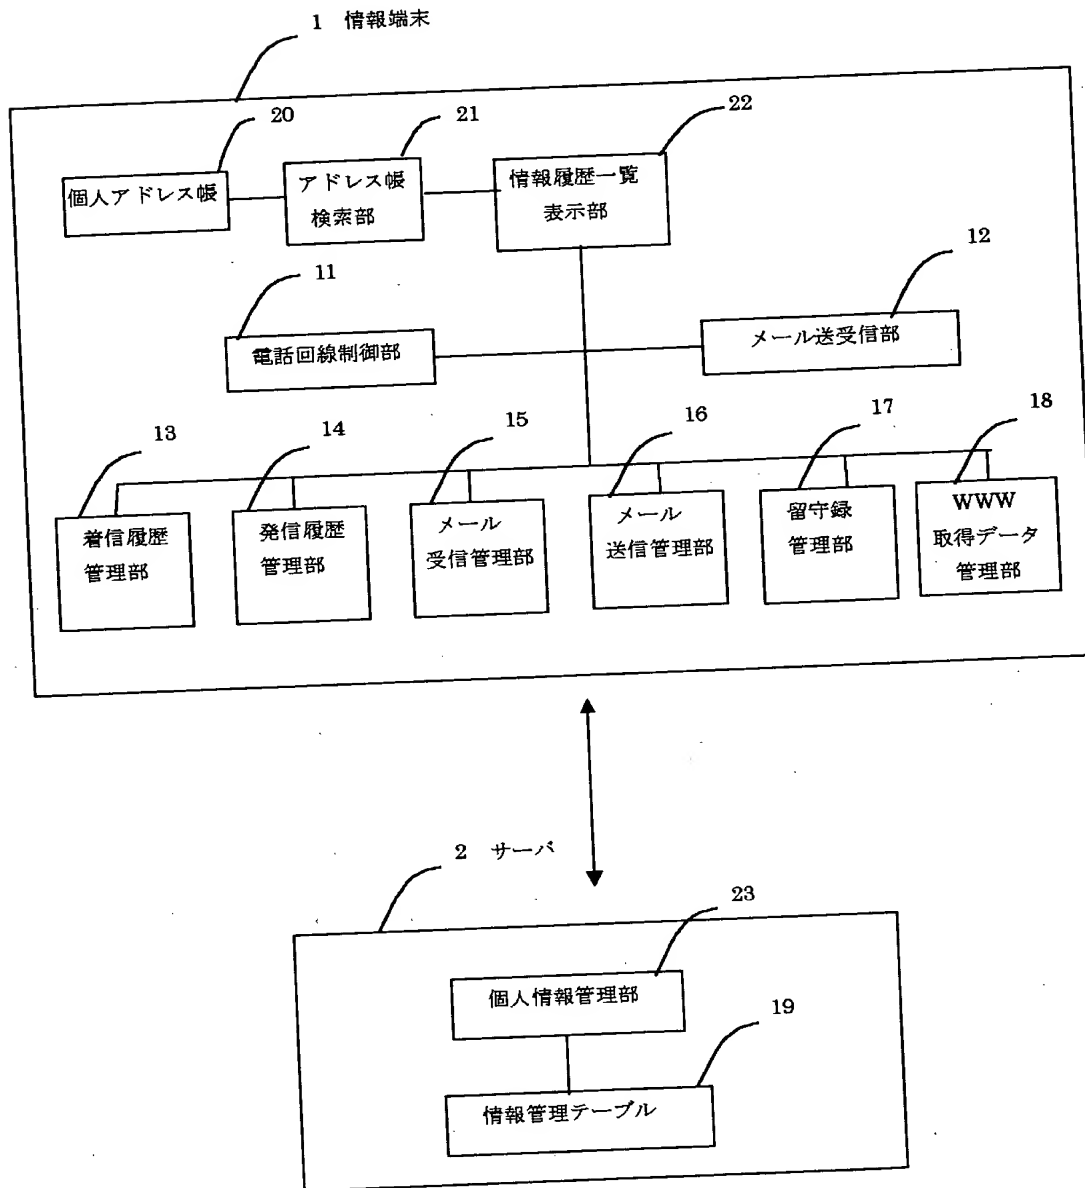 1 情報端末
20
21
22
個人アドレス帳
アドレス帳
検索部
情報履歴一覧
表示部
11
12
電話回線制御部
メール送受信部
13
14
15
16
17
18
着信履歴
管理部
発信履歴
管理部
メール
受信管理部
メール
送信管理部
留守録
管理部
WWW
取得データ
管理部
2 サーバ
23
個人情報管理部
19
情報管理テーブル